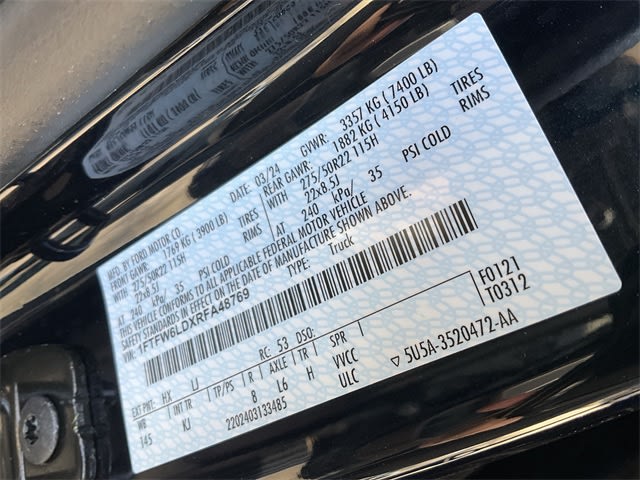 MFD. BY FORD MOTOR CO.
DATE: 03/24 GVWR: 3357 KG ( 7400 LB)
FRONT GAWR: 1769 KG (3900 LB) REAR GAWR: 1882 KG ( 4150 LB)
WITH 275/50R22 115H TIRES WITH 275/50R22 115H TIRES
22x8.5J RIMS 22x8.5J RIMS
AT 240 kPa/ 35 PSI COLD AT 240 kPa/ 35 PSI COLD
THIS VEHICLE CONFORMS TO ALL APPLICABLE FEDERAL MOTOR VEHICLE
SAFETY STANDARDS IN EFFECT ON THE DATE OF MANUFACTURE SHOWN ABOVE.
VIN: 1FTFW6LDXRFA48769 TYPE: Truck
F0121
T0312
EXT PNT: HX RC: 53 DSO:
WB INT TR TP/PS R AXLE TR SPR
145 KJ 8 L6 H VVCC
2202403133485 ULC 5U5A-3520472-AA